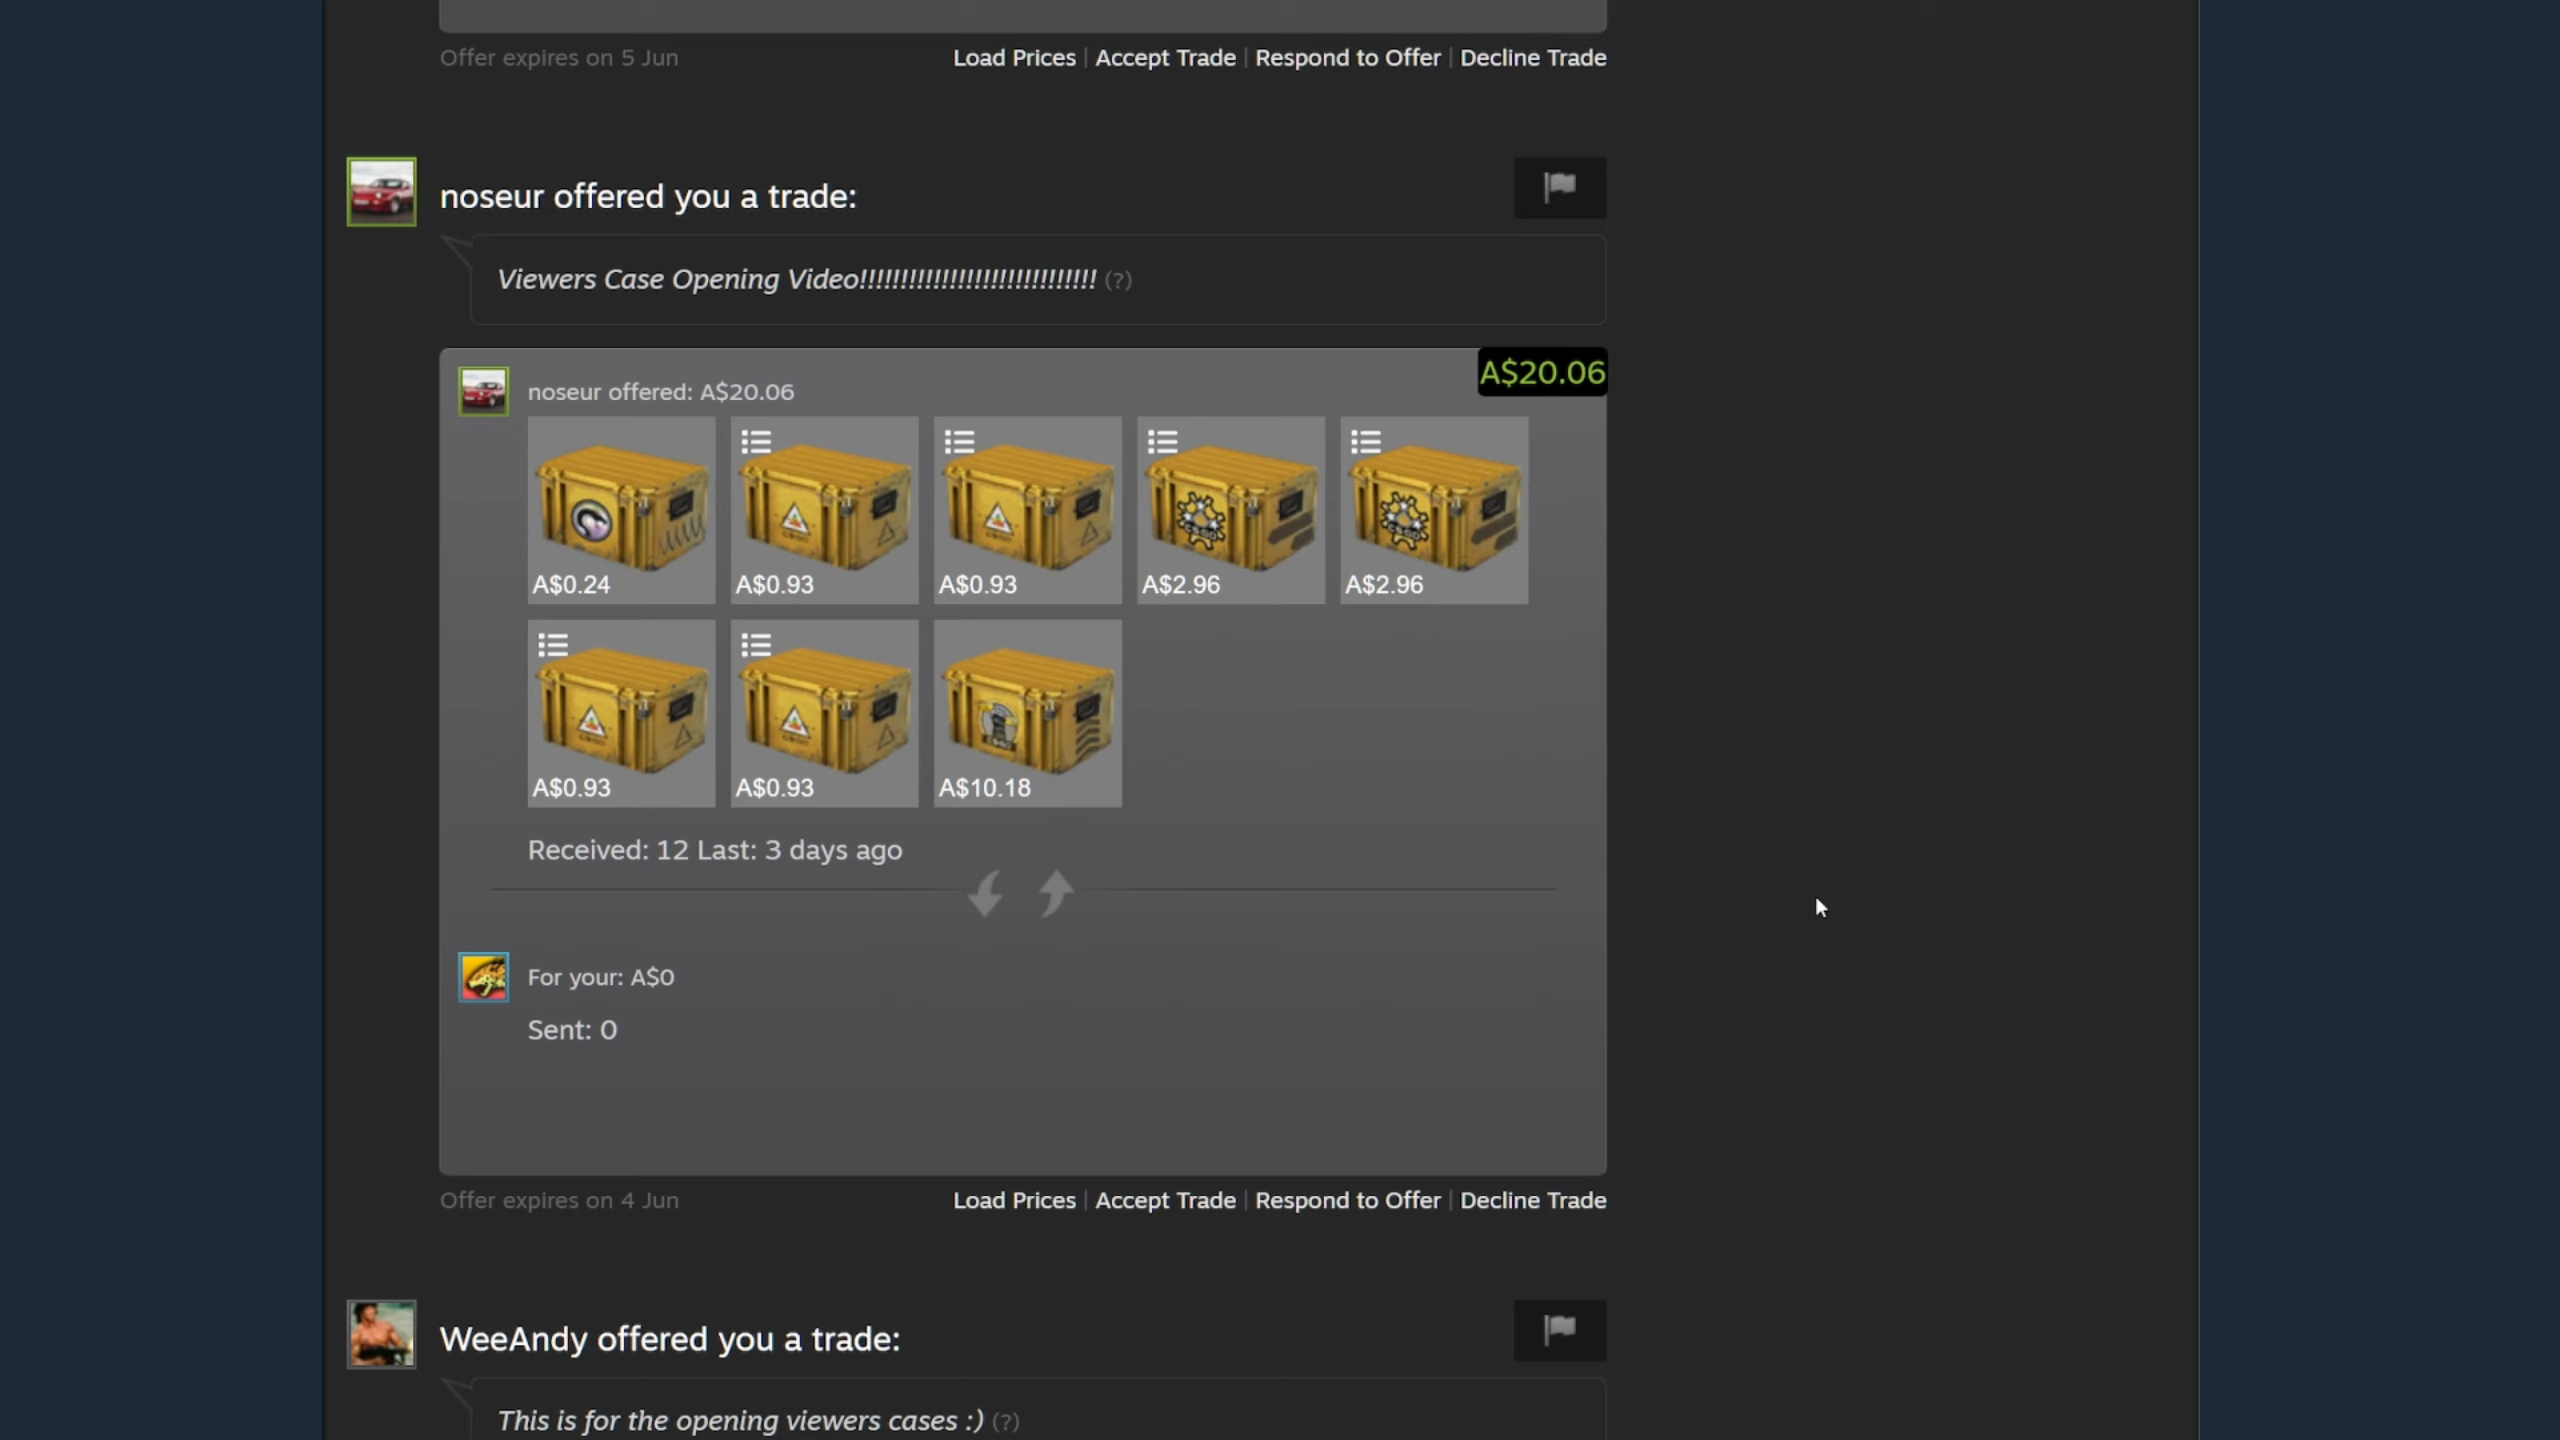 Offer expires on 5 Jun
Load Prices | Accept Trade | Respond to Offer | Decline Trade
noseur offered you a trade:
Viewers Case Opening Video!!!!!!!!!!!!!!!!!!!!!!!!!!!!! (?)
A$20.06
noseur offered: A$20.06
A$0.24 A$0.93 A$0.93 A$2.96 A$2.96
A$0.93 A$0.93 A$10.18
Received: 12 Last: 3 days ago
For your: A$0
Sent: 0
Offer expires on 4 Jun
Load Prices | Accept Trade | Respond to Offer | Decline Trade
WeeAndy offered you a trade:
This is for the opening viewers cases :) (?)